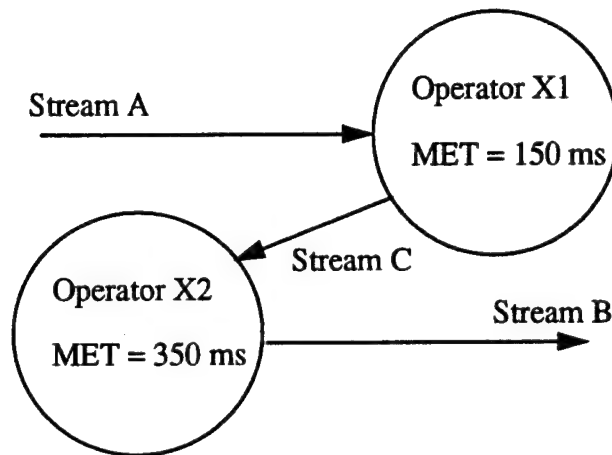 Stream A
Operator X1
MET = 150 ms
Stream C
Operator X2
MET = 350 ms
Stream B